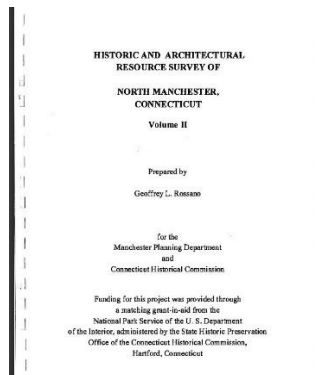 HISTORIC AND ARCHITECTURAL
RESOURCE SURVEY OF
NORTH MANCHESTER,
CONNECTICUT
Volume II
Prepared by
Geoffrey L. Rossano
for the
Manchester Planning Department
and
Connecticut Historical Commission
Funding for this project was provided through
a matching grant-in-aid from the
National Park Service of the U. S. Department
of the Interior, administered by the State Historic Preservation
Office of the Connecticut Historical Commission,
Hartford, Connecticut